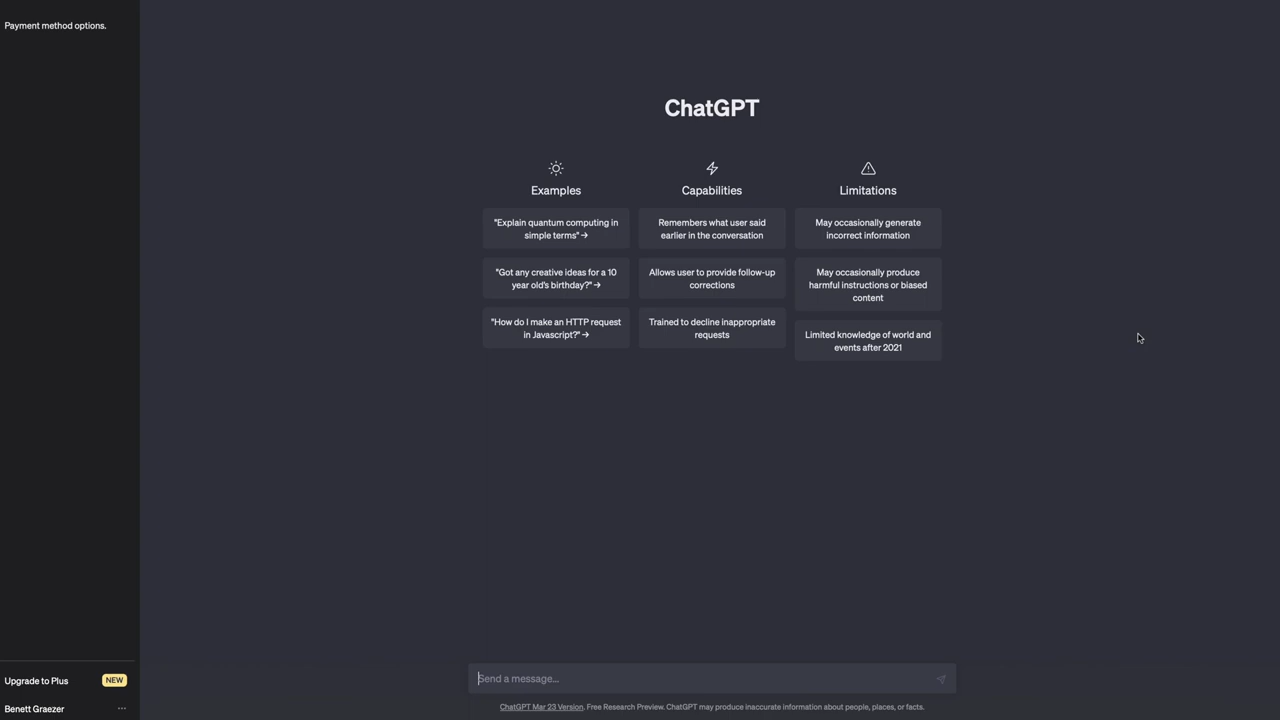 Payment method options.
ChatGPT
Examples
"Explain quantum computing in
simple terms" →
"Got any creative ideas for a 10
year old's birthday?" →
"How do I make an HTTP request
in Javascript?" →
Capabilities
Remembers what user said
earlier in the conversation
Allows user to provide follow-up
corrections
Trained to decline inappropriate
requests
Limitations
May occasionally generate
incorrect information
May occasionally produce
harmful instructions or biased
content
Limited knowledge of world and
events after 2021
Upgrade to Plus NEW
Benett Graezer ...
Send a message...
ChatGPT Mar 23 Version. Free Research Preview. ChatGPT may produce inaccurate information about people, places, or facts.